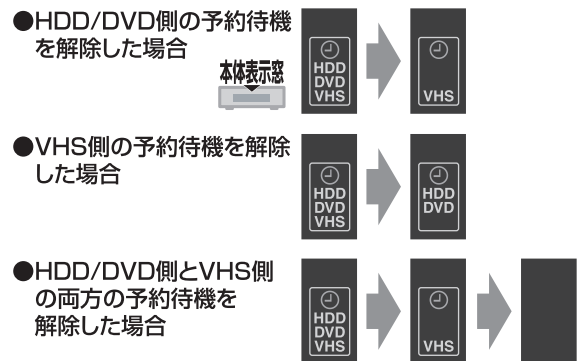 ●HDD/DVD側の予約待機
を解除した場合
本体表示窓
HDD
DVD
VHS
VHS
●VHS側の予約待機を解除
した場合
HDD
DVD
VHS
HDD
DVD
●HDD/DVD側とVHS側
の両方の予約待機を
解除した場合
HDD
DVD
VHS
VHS